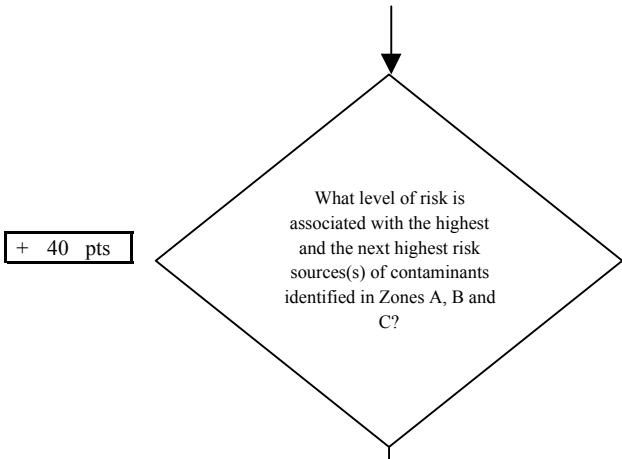 What level of risk is
associated with the highest
and the next highest risk
sources(s) of contaminants
identified in Zones A, B and
C?
+ 40 pts